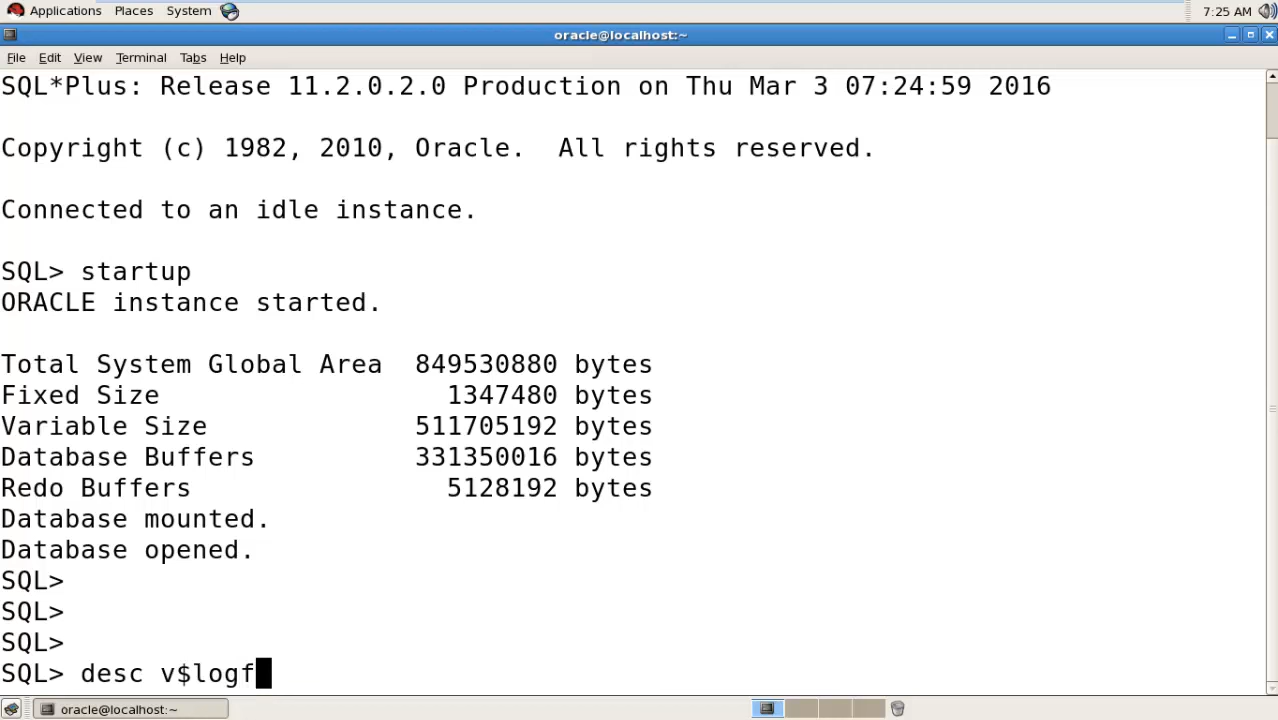 Applications Places System 7:25 AM
oracle@localhost:~
File Edit View Terminal Tabs Help
SQL*Plus: Release 11.2.0.2.0 Production on Thu Mar 3 07:24:59 2016
Copyright (c) 1982, 2010, Oracle.  All rights reserved.
Connected to an idle instance.
SQL> startup
ORACLE instance started.
Total System Global Area  849530880 bytes
Fixed Size                  1347480 bytes
Variable Size             511705192 bytes
Database Buffers          331350016 bytes
Redo Buffers                5128192 bytes
Database mounted.
Database opened.
SQL>
SQL>
SQL>
SQL> desc v$logf
oracle@localhost:~